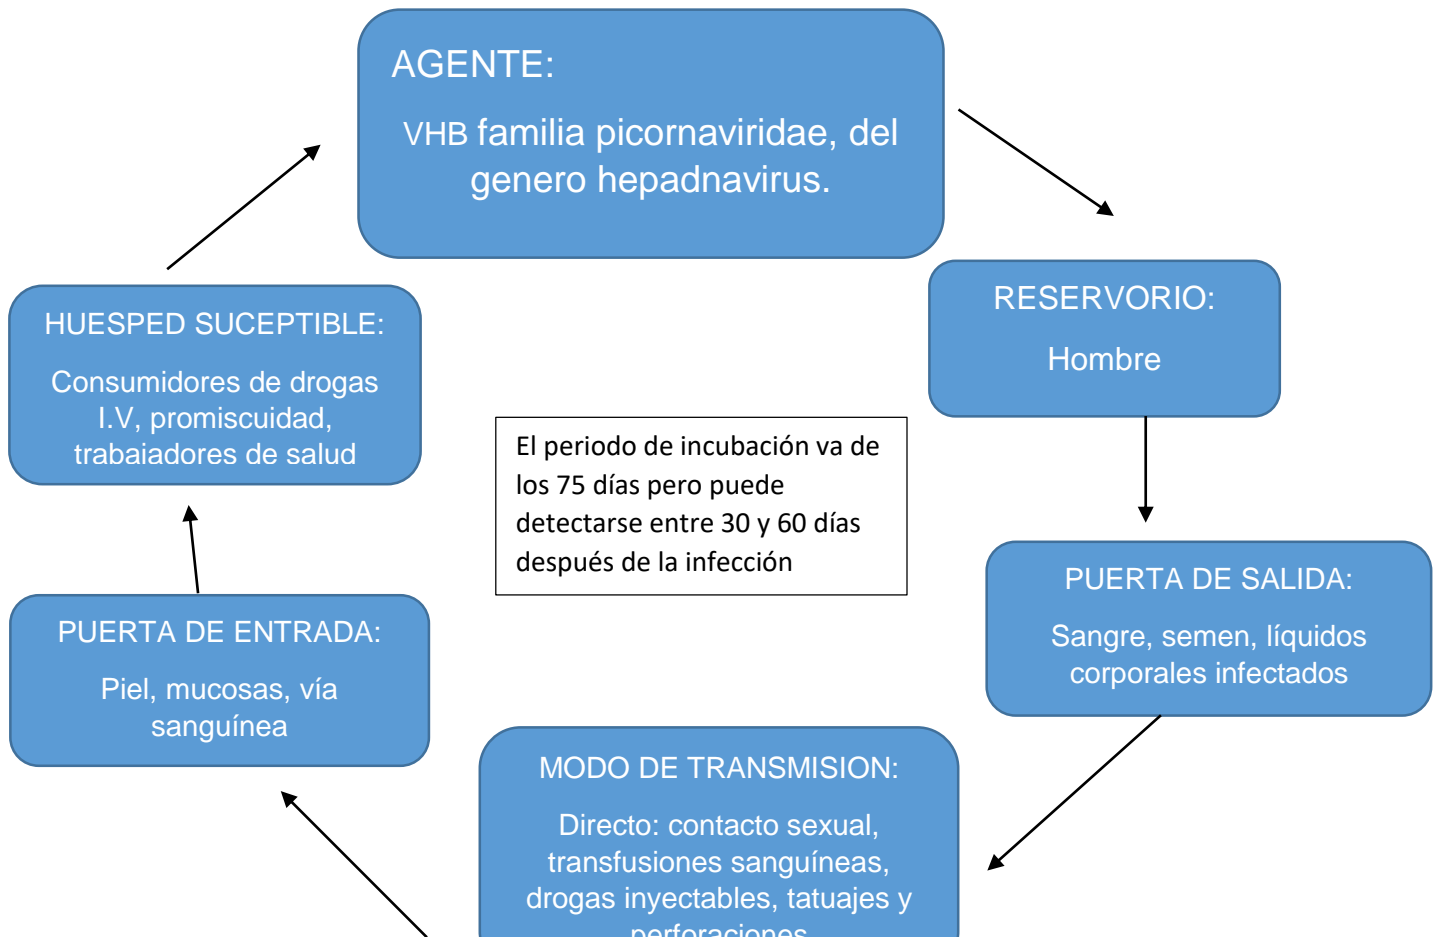 AGENTE:
VHB familia picornaviridae, del
genero hepadnavirus.
RESERVORIO:
Hombre
PUERTA DE SALIDA:
Sangre, semen, líquidos
corporales infectados
MODO DE TRANSMISION:
Directo: contacto sexual,
transfusiones sanguíneas,
drogas inyectables, tatuajes y
perforaciones
PUERTA DE ENTRADA:
Piel, mucosas, vía
sanguínea
HUESPED SUCEPTIBLE:
Consumidores de drogas
I.V, promiscuidad,
trabajadores de salud
El periodo de incubación va de
los 75 días pero puede
detectarse entre 30 y 60 días
después de la infección